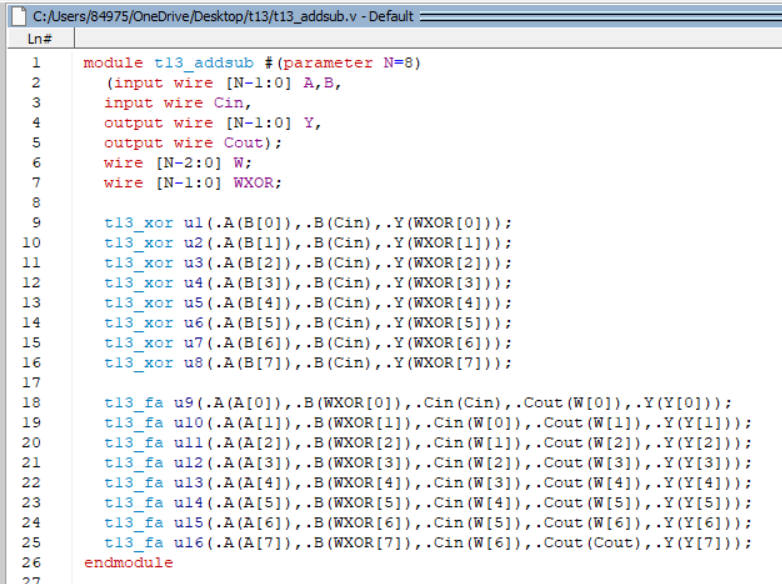 C:/Users/84975/OneDrive/Desktop/t13/t13_addsub.v - Default
Ln#
1 module t13_addsub #(parameter N=8)
2 (input wire [N-1:0] A,B,
3 input wire Cin,
4 output wire [N-1:0] Y,
5 output wire Cout);
6 wire [N-2:0] W;
7 wire [N-1:0] WXOR;
8
9 t13_xor u1(.A(B[0]),.B(Cin),.Y(WXOR[0]));
10 t13_xor u2(.A(B[1]),.B(Cin),.Y(WXOR[1]));
11 t13_xor u3(.A(B[2]),.B(Cin),.Y(WXOR[2]));
12 t13_xor u4(.A(B[3]),.B(Cin),.Y(WXOR[3]));
13 t13_xor u5(.A(B[4]),.B(Cin),.Y(WXOR[4]));
14 t13_xor u6(.A(B[5]),.B(Cin),.Y(WXOR[5]));
15 t13_xor u7(.A(B[6]),.B(Cin),.Y(WXOR[6]));
16 t13_xor u8(.A(B[7]),.B(Cin),.Y(WXOR[7]));
17
18 t13_fa u9(.A(A[0]),.B(WXOR[0]),.Cin(Cin),.Cout(W[0]),.Y(Y[0]));
19 t13_fa u10(.A(A[1]),.B(WXOR[1]),.Cin(W[0]),.Cout(W[1]),.Y(Y[1]));
20 t13_fa u11(.A(A[2]),.B(WXOR[2]),.Cin(W[1]),.Cout(W[2]),.Y(Y[2]));
21 t13_fa u12(.A(A[3]),.B(WXOR[3]),.Cin(W[2]),.Cout(W[3]),.Y(Y[3]));
22 t13_fa u13(.A(A[4]),.B(WXOR[4]),.Cin(W[3]),.Cout(W[4]),.Y(Y[4]));
23 t13_fa u14(.A(A[5]),.B(WXOR[5]),.Cin(W[4]),.Cout(W[5]),.Y(Y[5]));
24 t13_fa u15(.A(A[6]),.B(WXOR[6]),.Cin(W[5]),.Cout(W[6]),.Y(Y[6]));
25 t13_fa u16(.A(A[7]),.B(WXOR[7]),.Cin(W[6]),.Cout(Cout),.Y(Y[7]));
26 endmodule
27